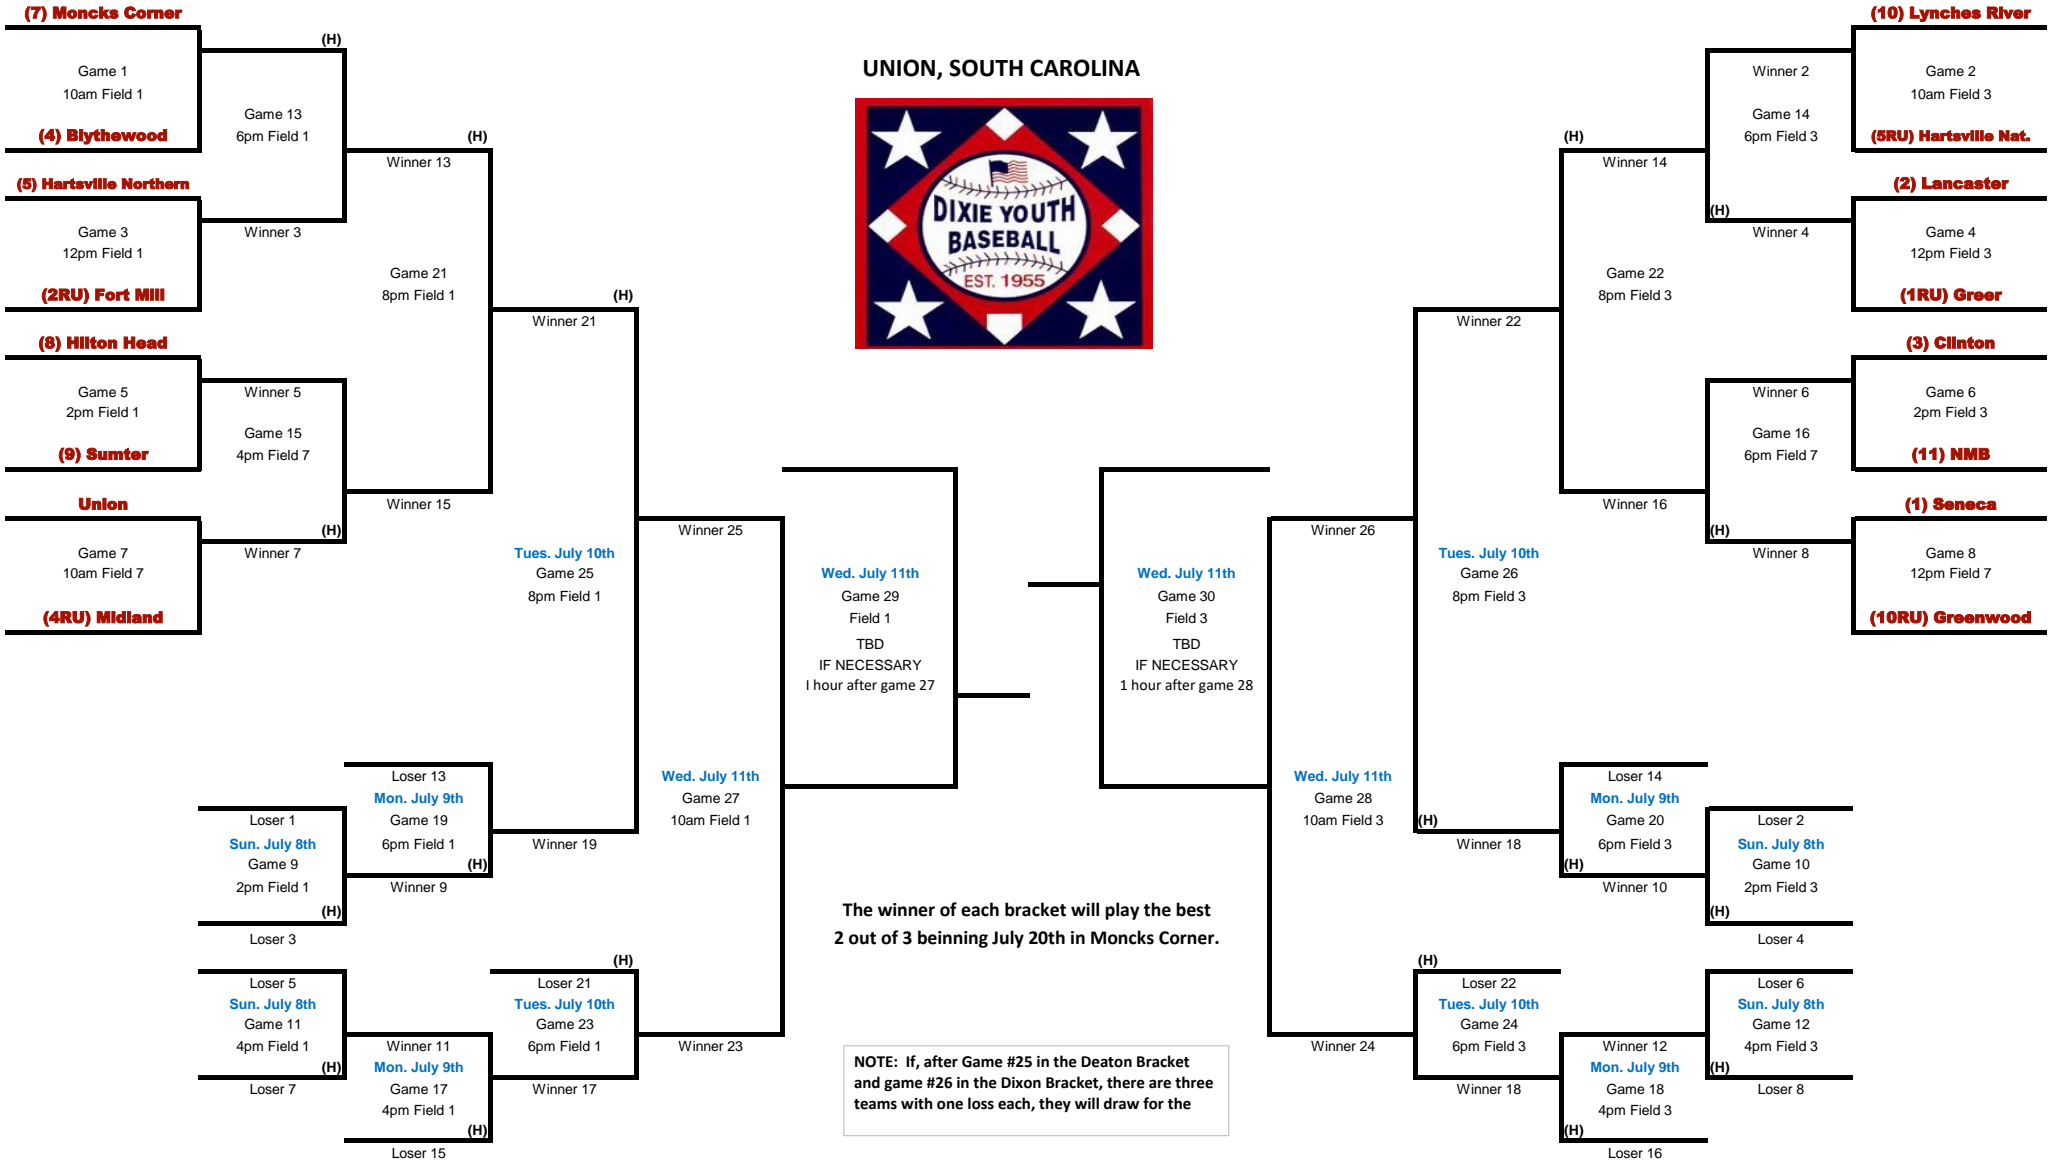 (7) Moncks Corner
(H)
Game 1
10am Field 1
(4) Blythewood
Game 13
6pm Field 1
(H)
Winner 13
(5) Hartsville Northern
Game 3
12pm Field 1
(2RU) Fort Mill
Winner 3
Game 21
8pm Field 1
(H)
Winner 21
(8) Hilton Head
Game 5
2pm Field 1
(9) Sumter
Winner 5
Game 15
4pm Field 7
Winner 15
Union
Game 7
10am Field 7
(4RU) Midland
(H)
Winner 7
Tues. July 10th
Game 25
8pm Field 1
Winner 25
Loser 13
Mon. July 9th
Game 19
6pm Field 1
(H)
Winner 9
Winner 19
Loser 1
Sun. July 8th
Game 9
2pm Field 1
(H)
Loser 3
Wed. July 11th
Game 27
10am Field 1
Loser 5
Sun. July 8th
Game 11
4pm Field 1
(H)
Loser 7
Winner 11
Mon. July 9th
Game 17
4pm Field 1
(H)
Loser 15
(H)
Loser 21
Tues. July 10th
Game 23
6pm Field 1
Winner 17
Winner 23
UNION, SOUTH CAROLINA
DIXIE YOUTH
BASEBALL
EST. 1955
Wed. July 11th
Game 29
Field 1
TBD
IF NECESSARY
I hour after game 27
Wed. July 11th
Game 30
Field 3
TBD
IF NECESSARY
1 hour after game 28
The winner of each bracket will play the best
2 out of 3 beinning July 20th in Moncks Corner.
NOTE: If, after Game #25 in the Deaton Bracket
and game #26 in the Dixon Bracket, there are three
teams with one loss each, they will draw for the
(10) Lynches River
Winner 2
Game 2
10am Field 3
Game 14
6pm Field 3
(5RU) Hartsville Nat.
(H)
Winner 14
(2) Lancaster
(H)
Winner 4
Game 4
12pm Field 3
(1RU) Greer
Game 22
8pm Field 3
Winner 22
(3) Clinton
Winner 6
Game 6
2pm Field 3
Game 16
6pm Field 7
(11) NMB
Winner 16
(1) Seneca
(H)
Winner 8
Game 8
12pm Field 7
(10RU) Greenwood
Winner 26
Tues. July 10th
Game 26
8pm Field 3
Wed. July 11th
Game 28
10am Field 3
(H)
Winner 18
Loser 14
Mon. July 9th
Game 20
6pm Field 3
(H)
Winner 10
Loser 2
Sun. July 8th
Game 10
2pm Field 3
(H)
Loser 4
(H)
Loser 22
Tues. July 10th
Game 24
6pm Field 3
Winner 24
Winner 18
Loser 6
Sun. July 8th
Game 12
4pm Field 3
(H)
Loser 8
Winner 12
Mon. July 9th
Game 18
4pm Field 3
(H)
Loser 16